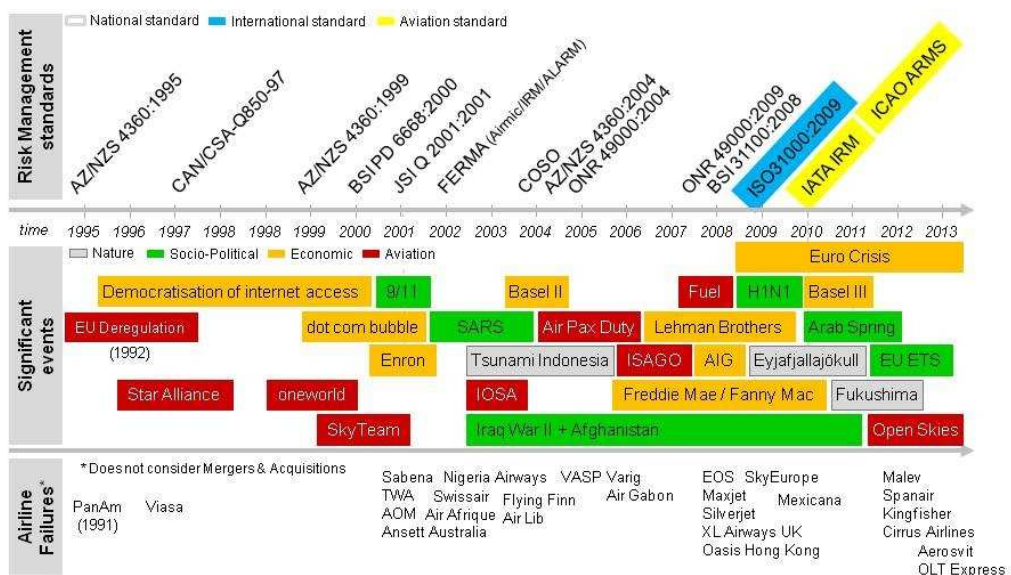 National standard International standard Aviation standard
Risk Management standards
AZ/NZS 4360:1995
CAN/CSA-Q850-97
AZ/NZS 4360:1999
BSI PD 6668:2000
JSI Q 2001:2001
FERMA (Airmic/IRM/ALARM)
COSO
AZ/NZS 4360:2004
ONR 49000:2004
ONR 49000:2009
BSI 31100:2008
ISO31000:2009
IATA IRM
ICAO ARMS
time 1995 1996 1997 1998 1999 2000 2001 2002 2003 2004 2005 2006 2007 2008 2009 2010 2011 2012 2013
Significant events
Nature Socio-Political Economic Aviation
Euro Crisis
Democratisation of internet access 9/11 Basel II Fuel H1N1 Basel III
EU Deregulation dot com bubble SARS Air Pax Duty Lehman Brothers Arab Spring
(1992)
Enron Tsunami Indonesia ISAGO AIG Eyjafjallajökull EU ETS
Star Alliance oneworld IOSA Freddie Mae / Fanny Mac Fukushima
SkyTeam Iraq War II + Afghanistan Open Skies
Airline Failures*
*Does not consider Mergers & Acquisitions
PanAm
(1991)
Viasa
Sabena Nigeria Airways VASP Varig
TWA Swissair Flying Finn Air Gabon
AOM Air Afrique Air Lib
Ansett Australia
EOS SkyEurope
Maxjet Mexicana
Silverjet
XL Airways UK
Oasis Hong Kong
Malev
Spanair
Kingfisher
Cirrus Airlines
Aerosvit
OLT Express